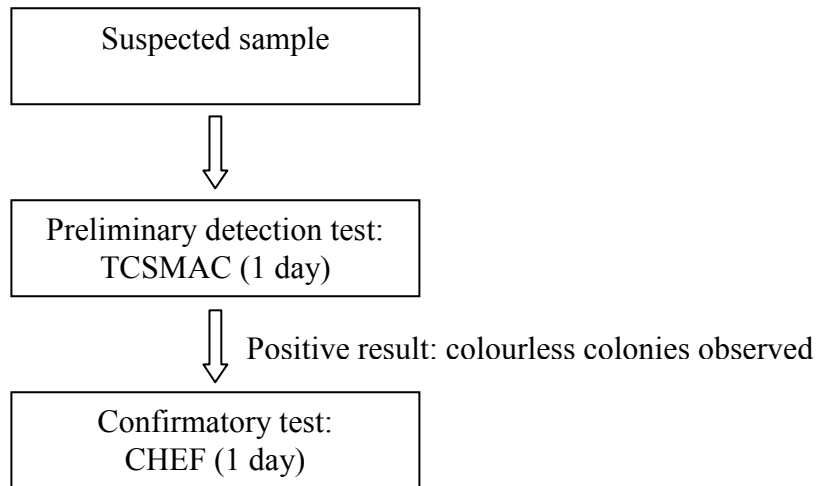 Suspected sample
Preliminary detection test:
TCSMAC (1 day)
Positive result: colourless colonies observed
Confirmatory test:
CHEF (1 day)